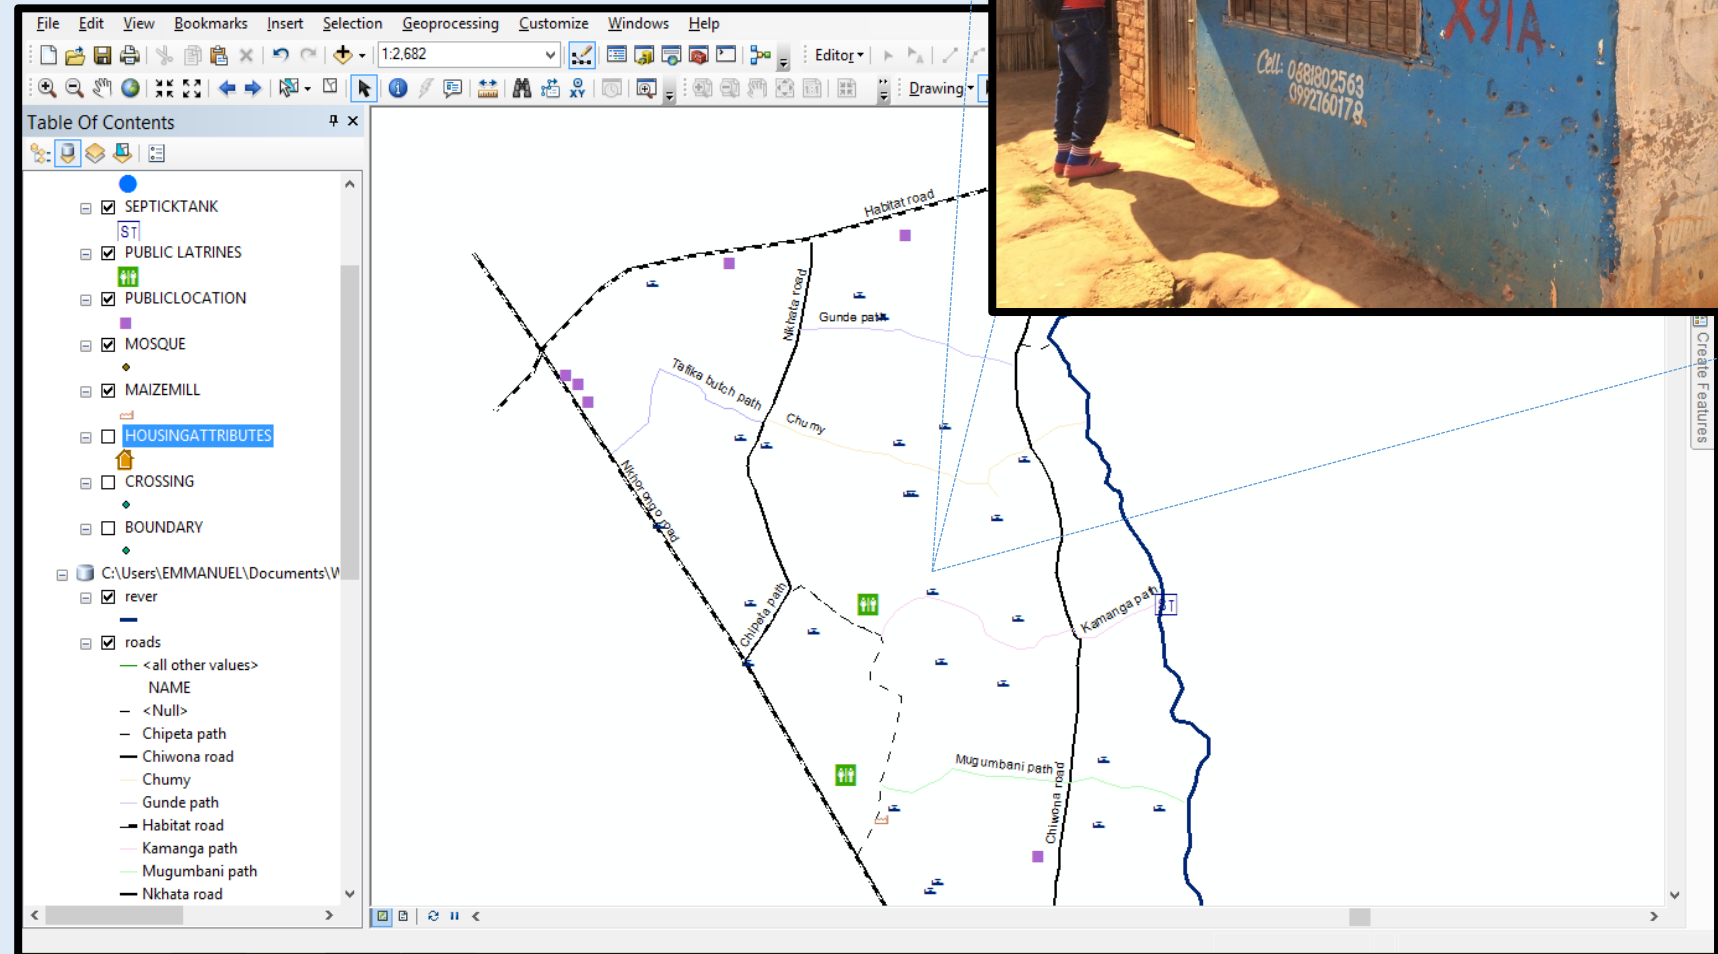 File Edit View Bookmarks Insert Selection Geoprocessing Customize Windows Help
1:2,682
Editor
Drawing
Table Of Contents
SEPTICKTANK
ST
PUBLIC LATRINES
PUBLICLOCATION
MOSQUE
MAIZEMILL
HOUSINGATTRIBUTES
CROSSING
BOUNDARY
C:\Users\EMMANUEL\Documents\W
rever
roads
<all other values>
NAME
<Null>
Chipeta path
Chiwona road
Chumy
Gunde path
Habitat road
Kamanga path
Mugumbani path
Nkhata road
Habitat road
Nkhata road
Gunde path
Tafika butch path
Chumy
Nkhorongo road
Chipeta path
Kamanga path
ST
Mugumbani path
Chiwona road
X91A
Cell: 0881802563
0992760178
Create Features